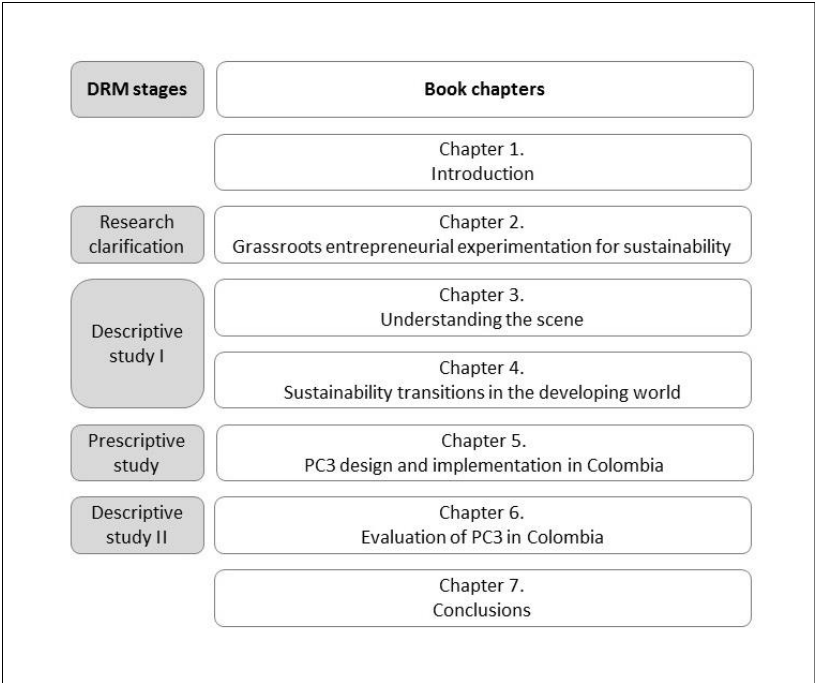 DRM stages
Book chapters
Chapter 1.
Introduction
Research
clarification
Chapter 2.
Grassroots entrepreneurial experimentation for sustainability
Descriptive
study I
Chapter 3.
Understanding the scene
Chapter 4.
Sustainability transitions in the developing world
Prescriptive
study
Chapter 5.
PC3 design and implementation in Colombia
Descriptive
study II
Chapter 6.
Evaluation of PC3 in Colombia
Chapter 7.
Conclusions